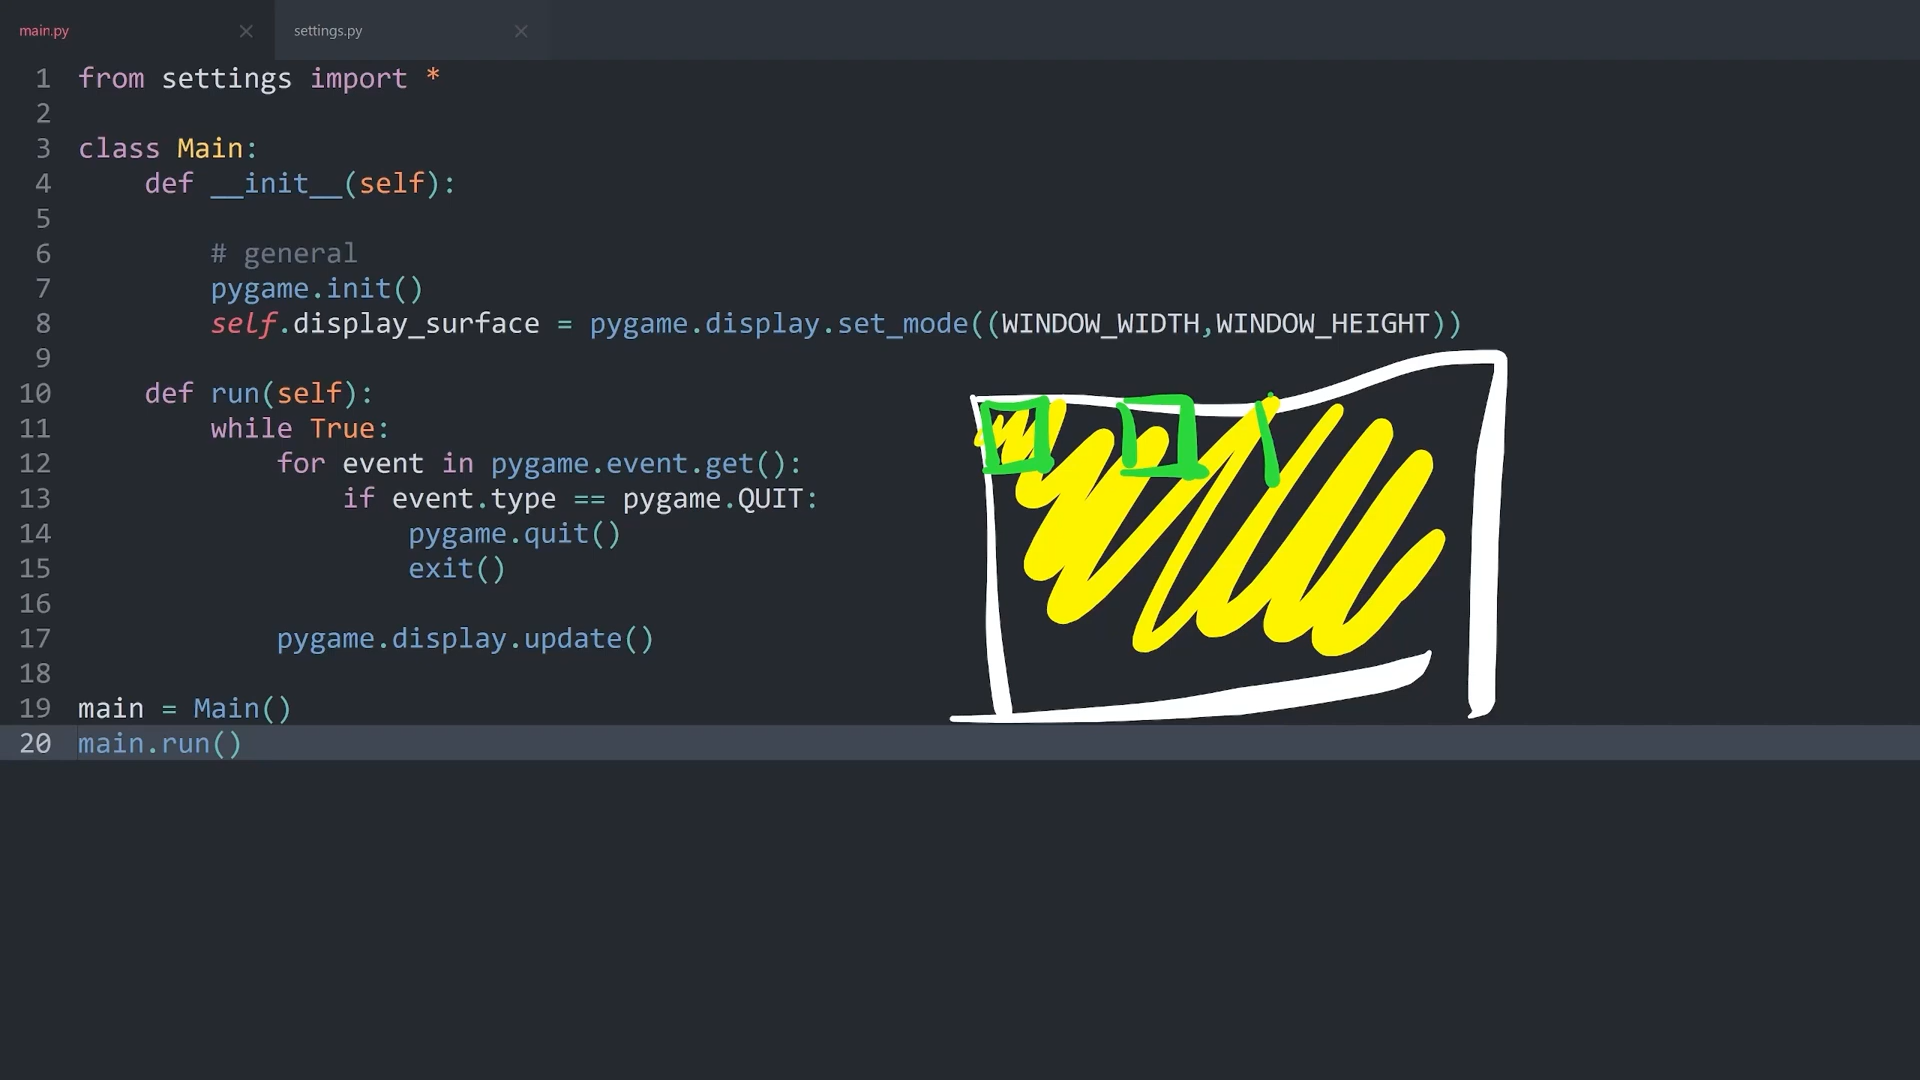 main.py
settings.py
1 from settings import *
2
3 class Main:
4 def __init__(self):
5
6 # general
7 pygame.init()
8 self.display_surface = pygame.display.set_mode((WINDOW_WIDTH,WINDOW_HEIGHT))
9
10 def run(self):
11 while True:
12 for event in pygame.event.get():
13 if event.type == pygame.QUIT:
14 pygame.quit()
15 exit()
16
17 pygame.display.update()
18
19 main = Main()
20 main.run()